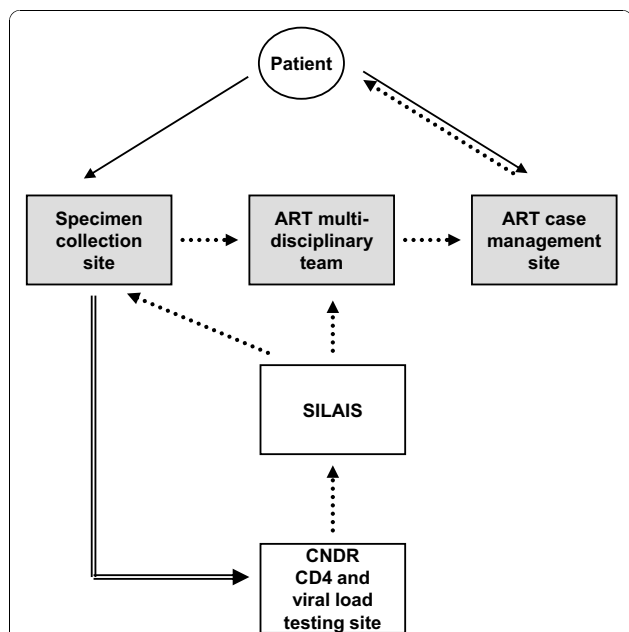 Patient
Specimen
collection
site
ART multi-
disciplinary
team
ART case
management
site
SILAIS
CNDR
CD4 and
viral load
testing site